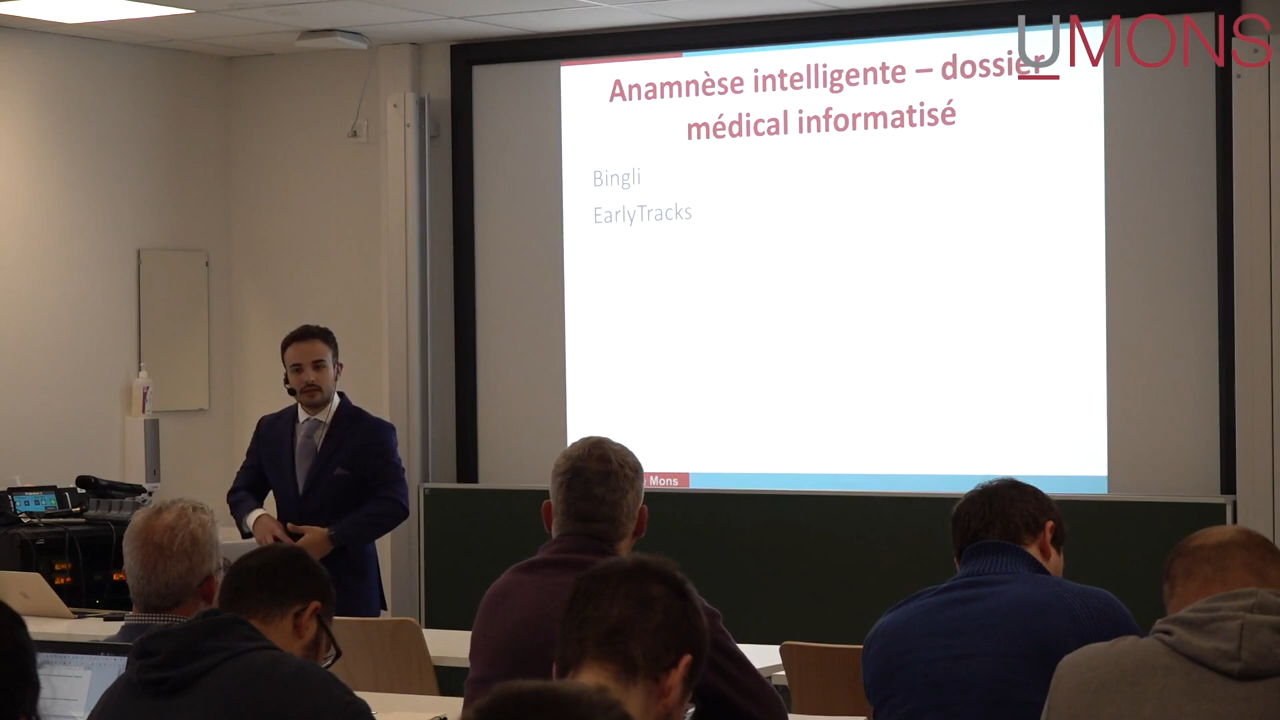 UMONS
Anamnèse intelligente – dossier
médical informatisé
Bingli
EarlyTracks
Mons